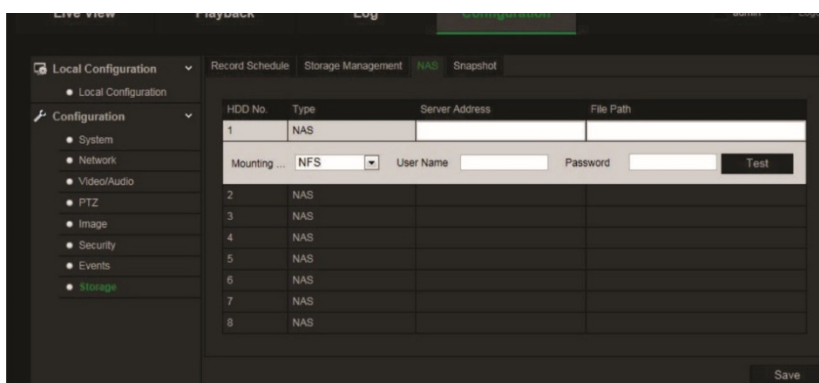 Live View Playback Log Configuration admin
Local Configuration
Record Schedule Storage Management NAS Snapshot
Local Configuration
Configuration
HDD No. Type Server Address File Path
1 NAS
System
Mounting ... NFS User Name Password Test
Network
Video/Audio
2 NAS
PTZ
3 NAS
Image
4 NAS
Security
5 NAS
Events
6 NAS
Storage
7 NAS
8 NAS
Save